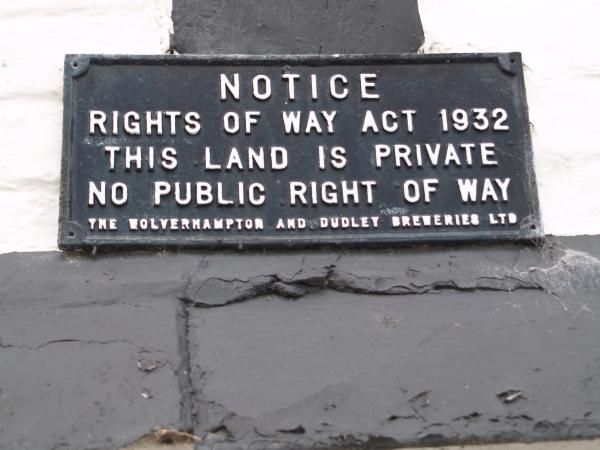 NOTICE
RIGHTS OF WAY ACT 1932
THIS LAND IS PRIVATE
NO PUBLIC RIGHT OF WAY
THE WOLVERHAMPTON AND DUDLEY BREWERIES LTD